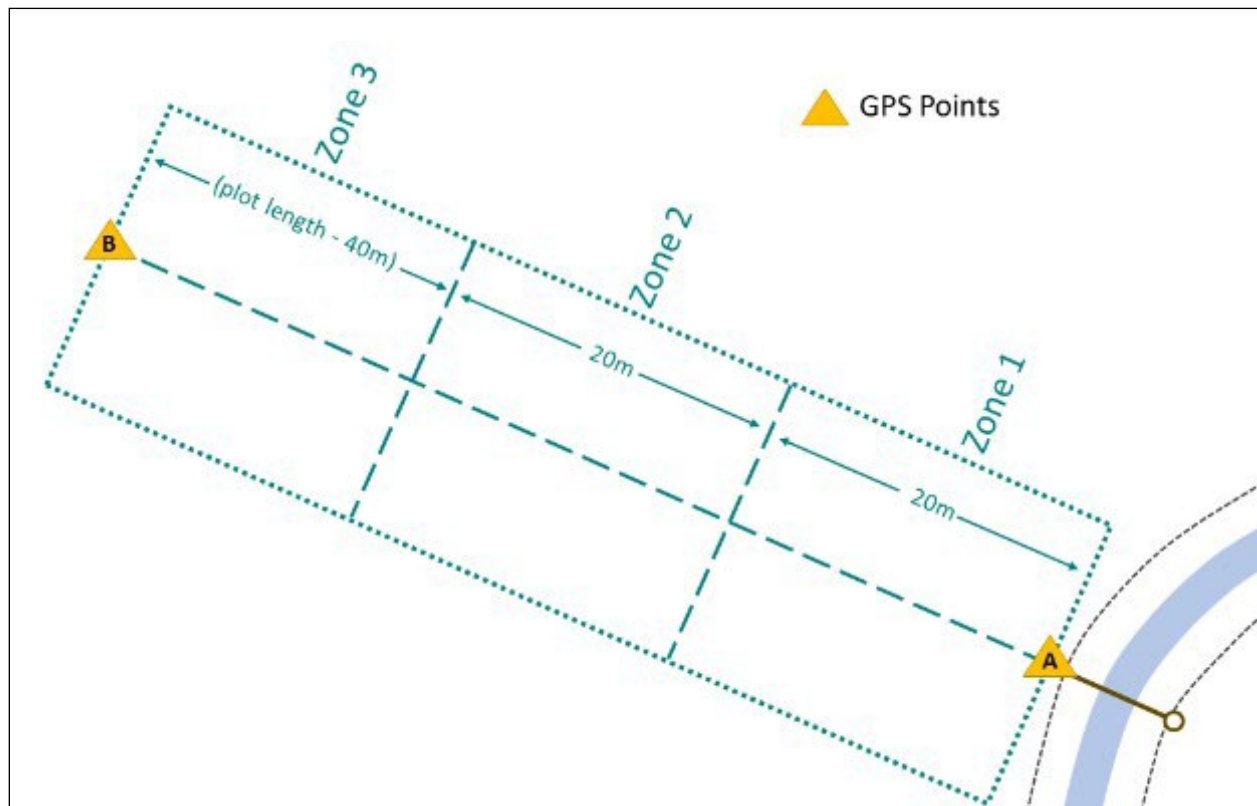 Zone 3
GPS Points
(plot length - 40m)
B
Zone 2
20m
Zone 1
20m
A